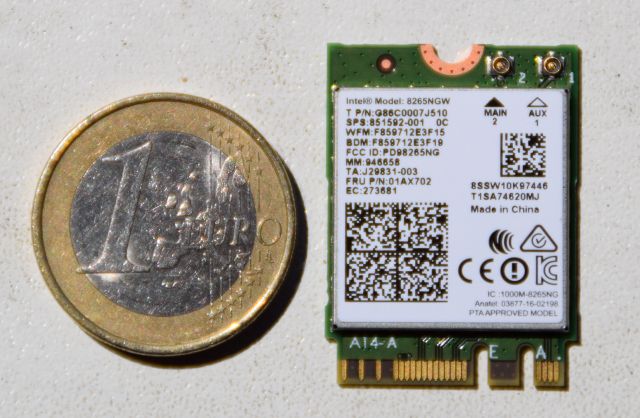 1 EURO
2
1
Intel® Model: 8265NGW
T P/N:G86C0007J510
SPS:851592-001 0C
WFM:F859712E3F15
BDM:F859712E3F19
FCC ID:PD98265NG
MM:946658
TA:J29831-003
FRU P/N:01AX702
EC:273681
MAIN
2
AUX
1
8SSW10K97446
T1SA74620MJ
Made in China
CE
IC :1000M-8265NG
Anatel: 03877-16-02198
PTA APPROVED MODEL
A14-A
E
A